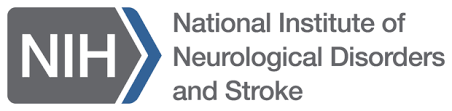 NIH
National Institute of
Neurological Disorders
and Stroke